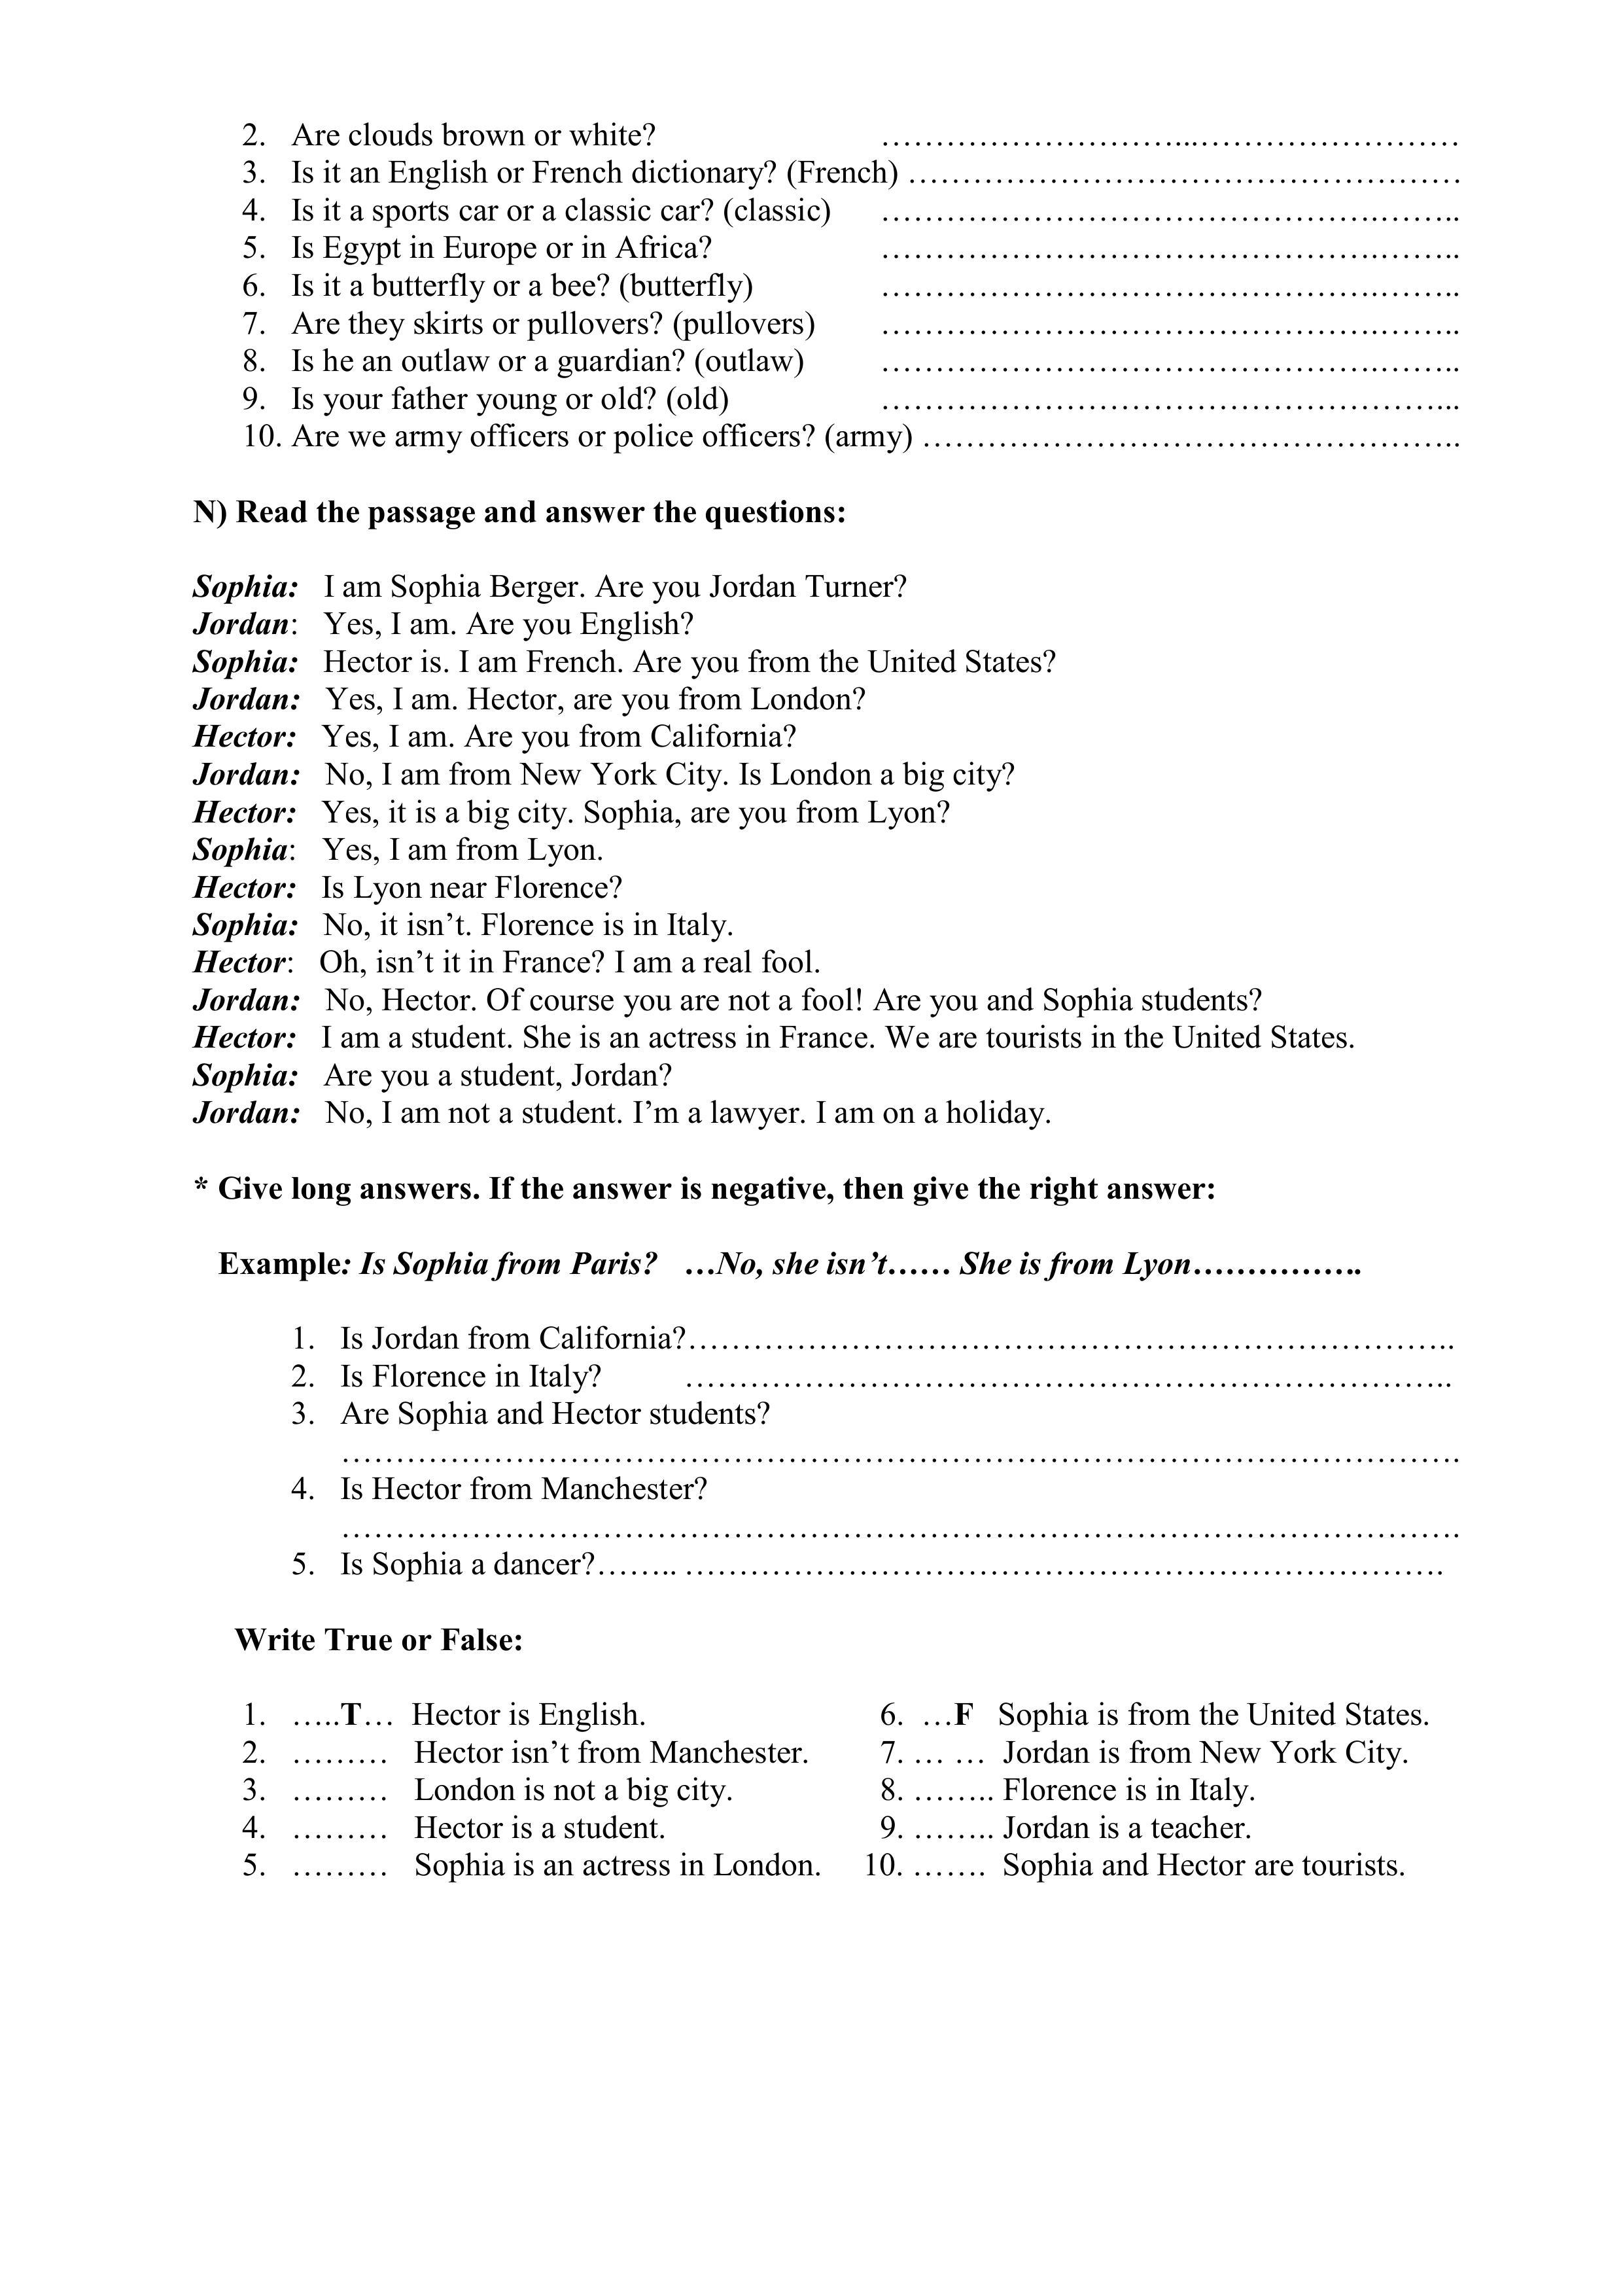 2. Are clouds brown or white? …………………………...……………………
3. Is it an English or French dictionary? (French) ……………………………………………
4. Is it a sports car or a classic car? (classic) ……………………………………….……..
5. Is Egypt in Europe or in Africa? ……………………………………….……..
6. Is it a butterfly or a bee? (butterfly) ……………………………………….……..
7. Are they skirts or pullovers? (pullovers) ……………………………………….……..
8. Is he an outlaw or a guardian? (outlaw) ……………………………………….……..
9. Is your father young or old? (old) ……………………………………………...
10. Are we army officers or police officers? (army) …………………………………………..
N) Read the passage and answer the questions:
Sophia: I am Sophia Berger. Are you Jordan Turner?
Jordan: Yes, I am. Are you English?
Sophia: Hector is. I am French. Are you from the United States?
Jordan: Yes, I am. Hector, are you from London?
Hector: Yes, I am. Are you from California?
Jordan: No, I am from New York City. Is London a big city?
Hector: Yes, it is a big city. Sophia, are you from Lyon?
Sophia: Yes, I am from Lyon.
Hector: Is Lyon near Florence?
Sophia: No, it isn’t. Florence is in Italy.
Hector: Oh, isn’t it in France? I am a real fool.
Jordan: No, Hector. Of course you are not a fool! Are you and Sophia students?
Hector: I am a student. She is an actress in France. We are tourists in the United States.
Sophia: Are you a student, Jordan?
Jordan: No, I am not a student. I’m a lawyer. I am on a holiday.
* Give long answers. If the answer is negative, then give the right answer:
Example: Is Sophia from Paris? …No, she isn’t…… She is from Lyon…………….
1. Is Jordan from California?……………………………………………………………..
2. Is Florence in Italy? ……………………………………………………………..
3. Are Sophia and Hector students?
………………………………………………………………………………………….
4. Is Hector from Manchester?
………………………………………………………………………………………….
5. Is Sophia a dancer?…….. …………………………………………………………….
Write True or False:
1. …..T… Hector is English. 6. …F Sophia is from the United States.
2. ……… Hector isn’t from Manchester. 7. … … Jordan is from New York City.
3. ……… London is not a big city. 8. …….. Florence is in Italy.
4. ……… Hector is a student. 9. …….. Jordan is a teacher.
5. ……… Sophia is an actress in London. 10. ……. Sophia and Hector are tourists.